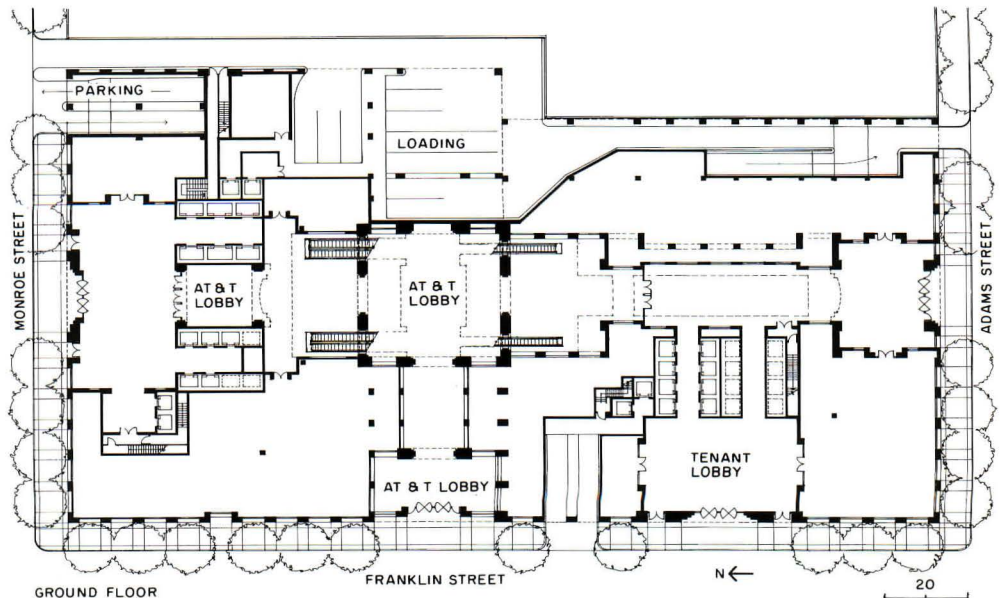 PARKING
LOADING
MONROE STREET
AT & T
LOBBY
AT & T
LOBBY
ADAMS STREET
TENANT
LOBBY
AT & T LOBBY
FRANKLIN STREET
N
20
GROUND FLOOR